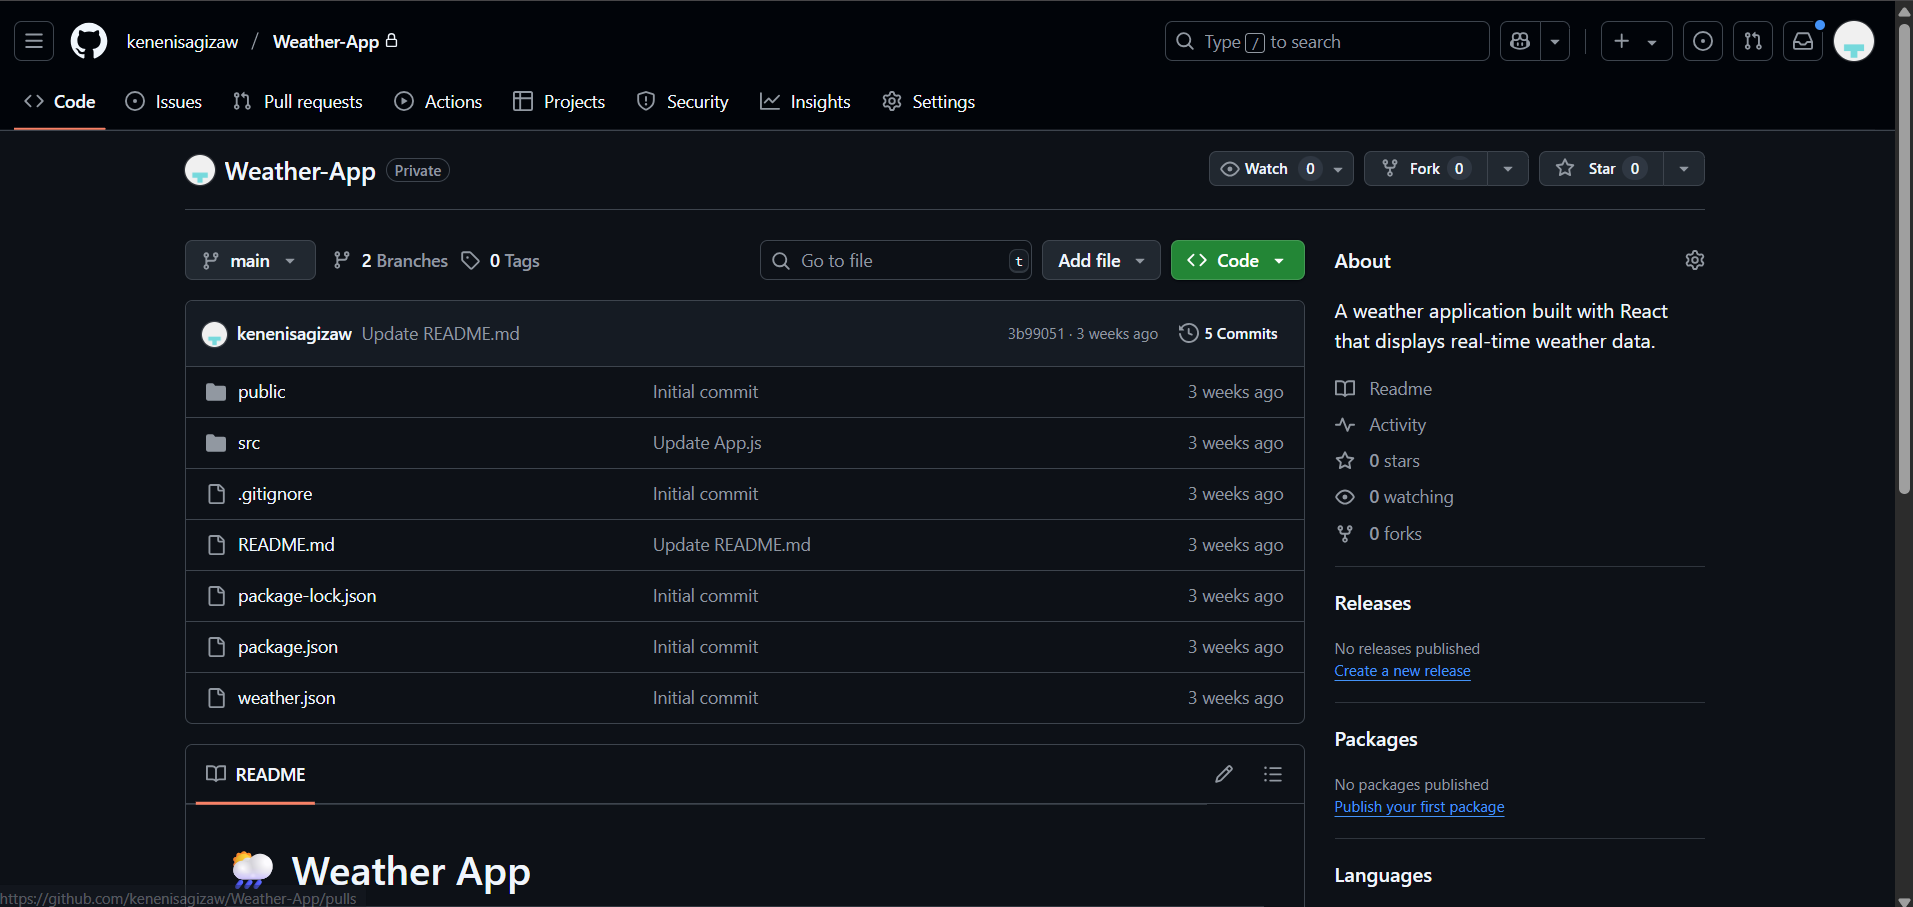 kenenisagizaw / Weather-App
Type / to search
Code Issues Pull requests Actions Projects Security Insights Settings
Weather-App Private
Watch 0 Fork 0 Star 0
main 2 Branches 0 Tags
Go to file t Add file Code
kenenisagizaw Update README.md 3b99051 · 3 weeks ago 5 Commits
public Initial commit 3 weeks ago
src Update App.js 3 weeks ago
.gitignore Initial commit 3 weeks ago
README.md Update README.md 3 weeks ago
package-lock.json Initial commit 3 weeks ago
package.json Initial commit 3 weeks ago
weather.json Initial commit 3 weeks ago
README
Weather App
About
A weather application built with React
that displays real-time weather data.
Readme
Activity
0 stars
0 watching
0 forks
Releases
No releases published
Create a new release
Packages
No packages published
Publish your first package
Languages
https://github.com/kenenisagizaw/Weather-App/pulls